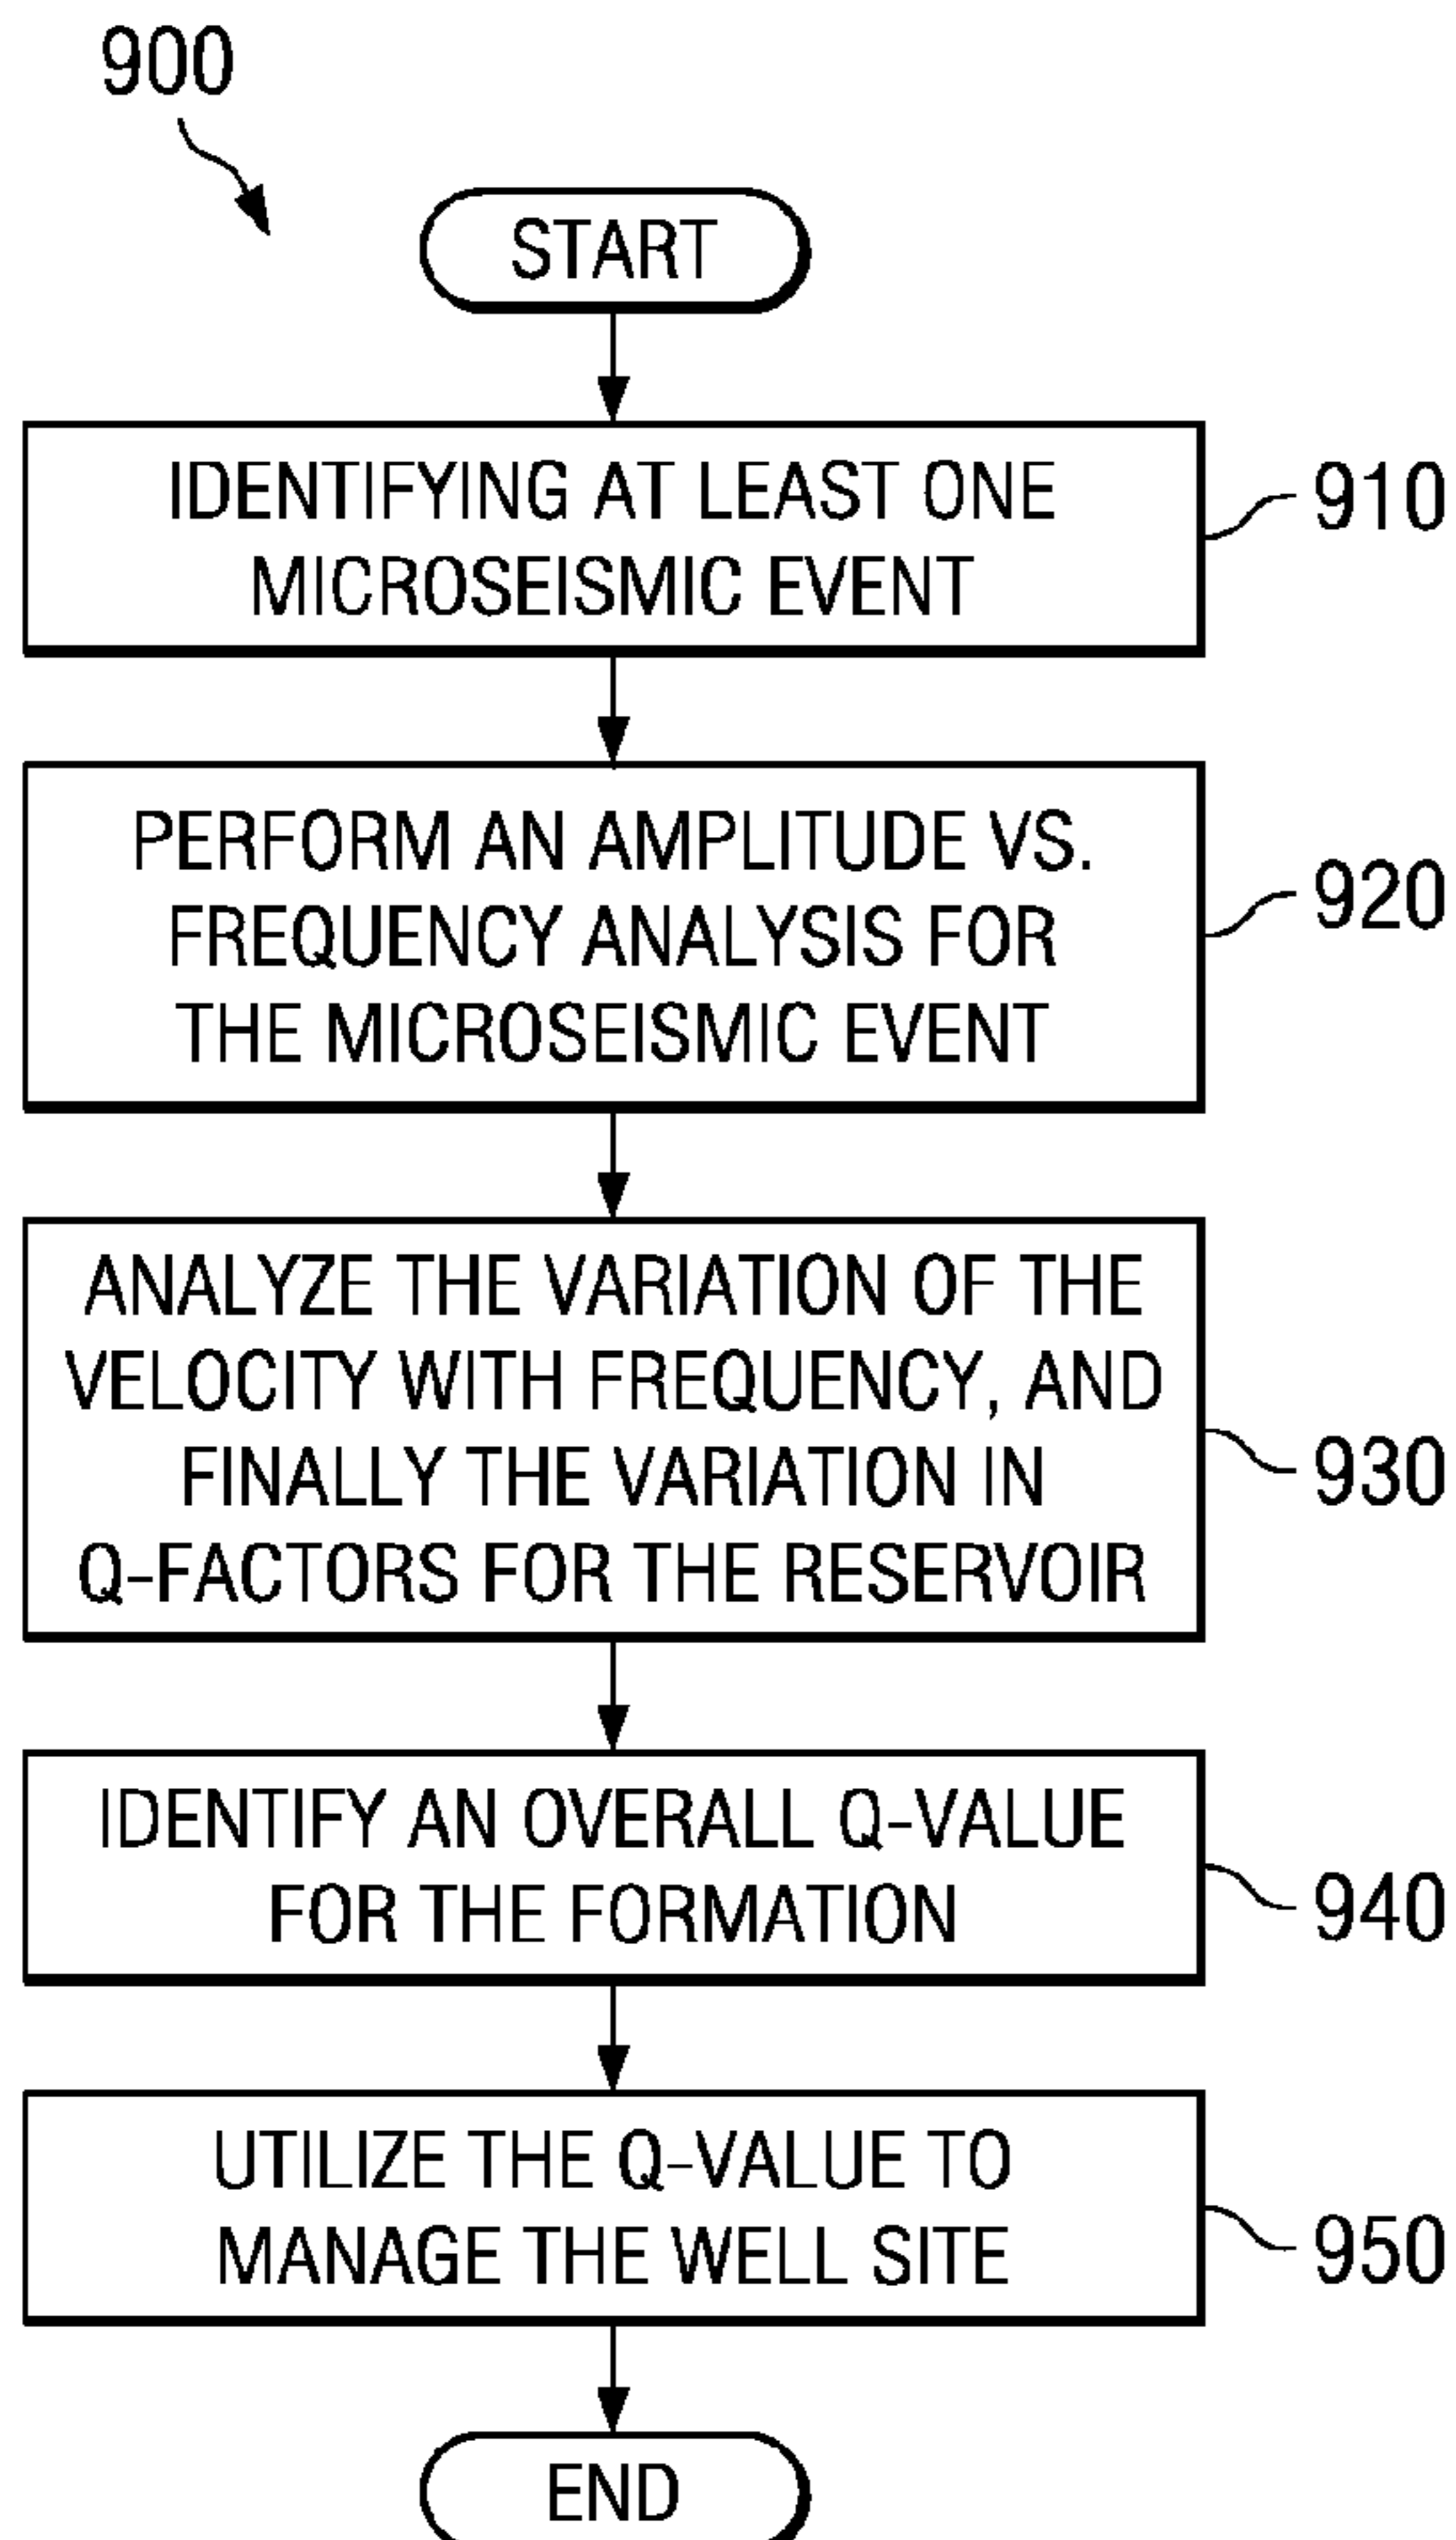 900
START
IDENTIFYING AT LEAST ONE
MICROSEISMIC EVENT
910
PERFORM AN AMPLITUDE VS.
FREQUENCY ANALYSIS FOR
THE MICROSEISMIC EVENT
920
ANALYZE THE VARIATION OF THE
VELOCITY WITH FREQUENCY, AND
FINALLY THE VARIATION IN
Q-FACTORS FOR THE RESERVOIR
930
IDENTIFY AN OVERALL Q-VALUE
FOR THE FORMATION
940
UTILIZE THE Q-VALUE TO
MANAGE THE WELL SITE
950
END